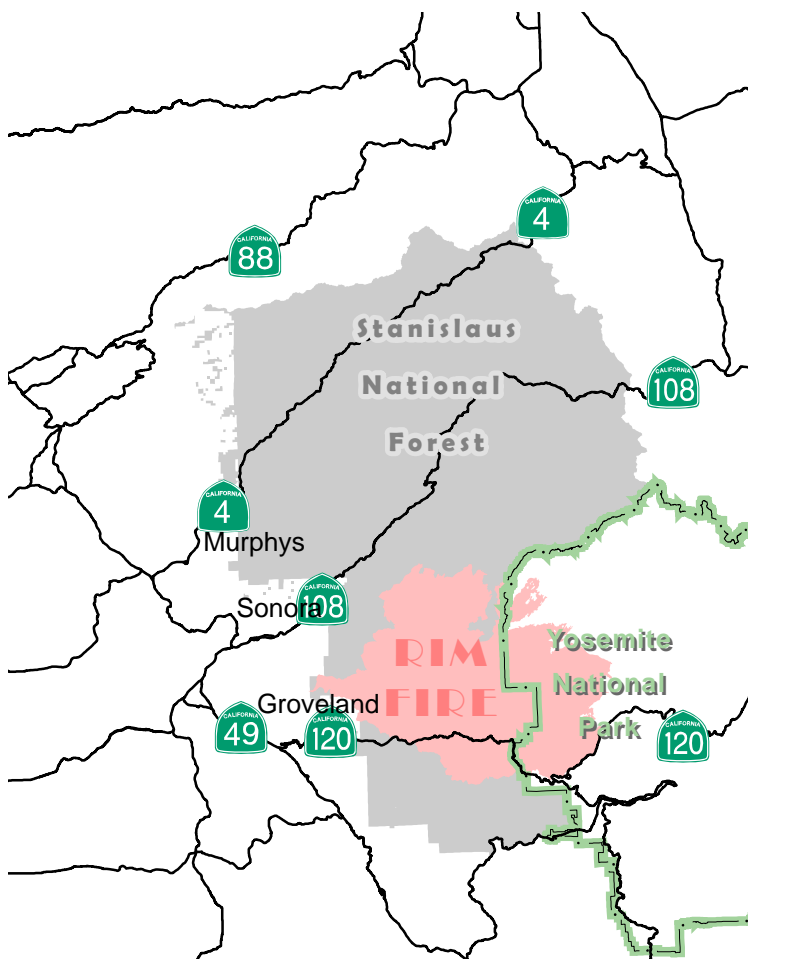 CALIFORNIA
4
CALIFORNIA
88
Stanislaus
National
Forest
CALIFORNIA
108
CALIFORNIA
4
Murphys
CALIFORNIA
108
Sonora
RIM
FIRE
Yosemite
National
Park
Groveland
CALIFORNIA
49
CALIFORNIA
120
CALIFORNIA
120